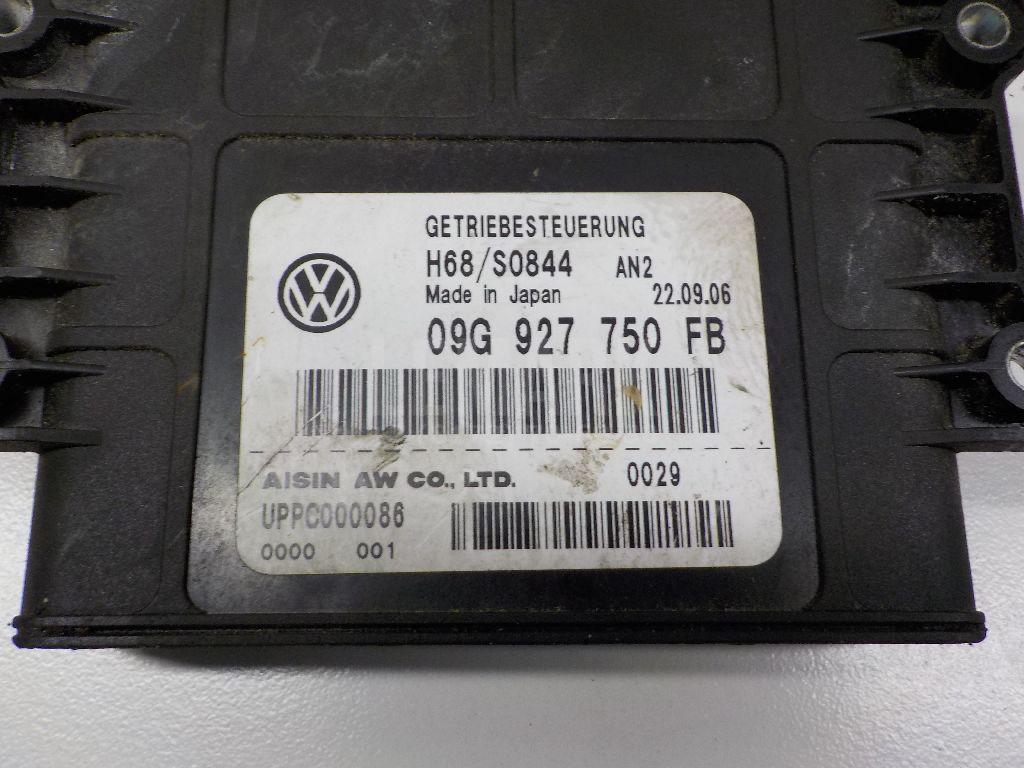 GETRIEBESTEUERUNG
H68/S0844 AN2
Made in Japan 22.09.06
09G 927 750 FB
AISIN AW CO., LTD. 0029
UPPC000086
0000 001